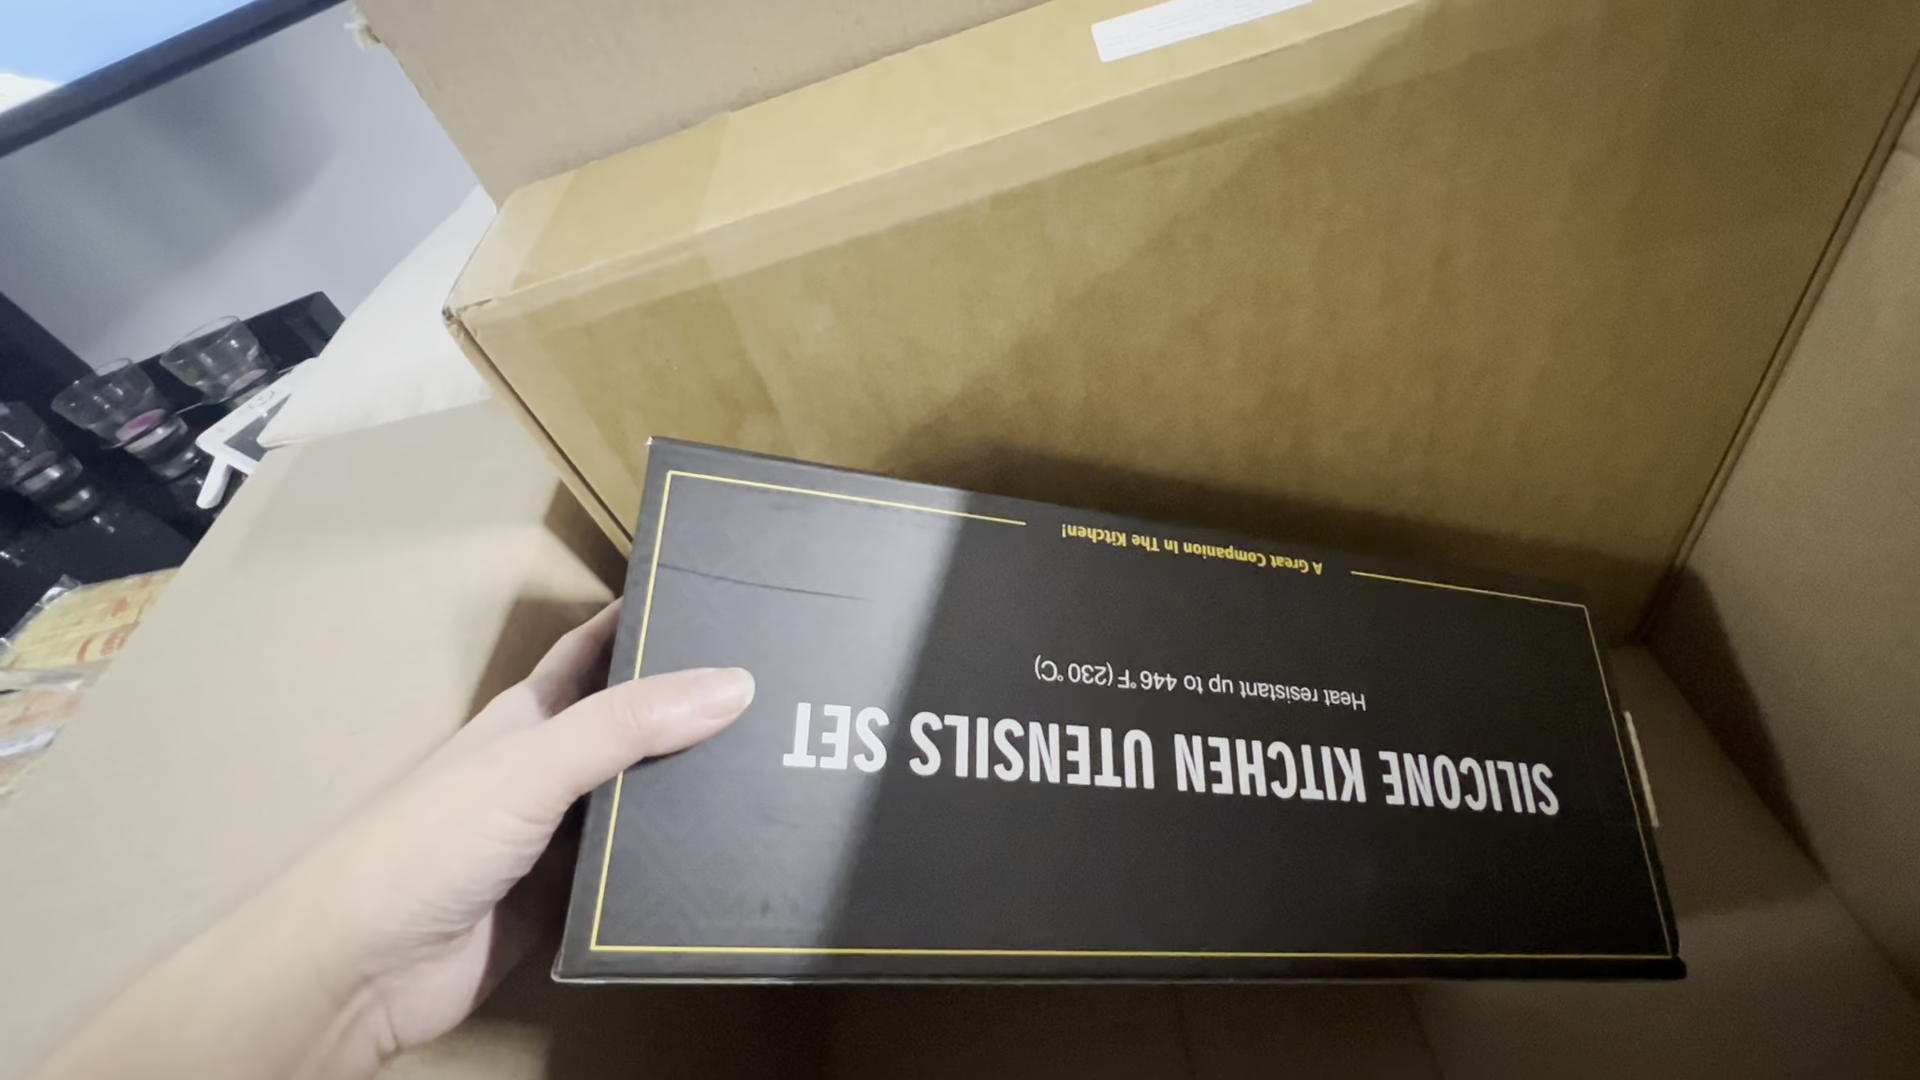 SILICONE KITCHEN UTENSILS SET
Heat resistant up to 446°F(230°C)
A Great Companion In The Kitchen!